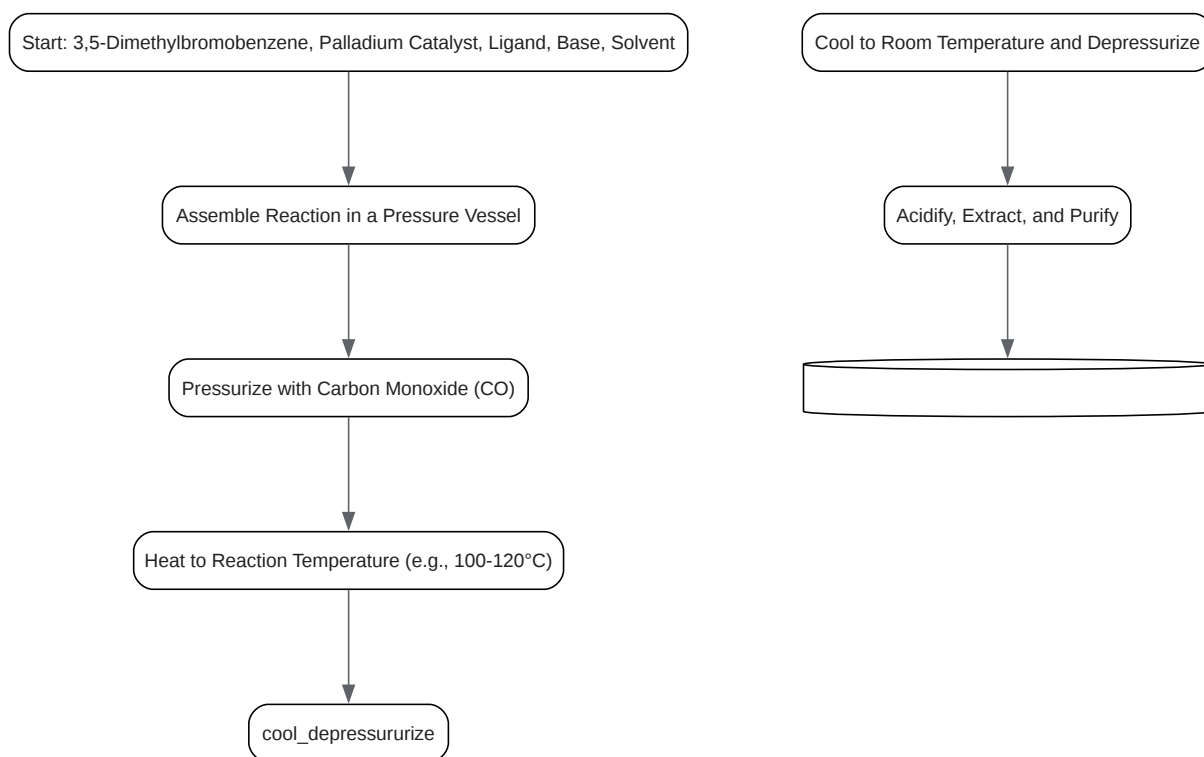 Start: 3,5-Dimethylbromobenzene, Palladium Catalyst, Ligand, Base, Solvent
Assemble Reaction in a Pressure Vessel
Pressurize with Carbon Monoxide (CO)
Heat to Reaction Temperature (e.g., 100-120°C)
cool_depressururize
Cool to Room Temperature and Depressurize
Acidify, Extract, and Purify